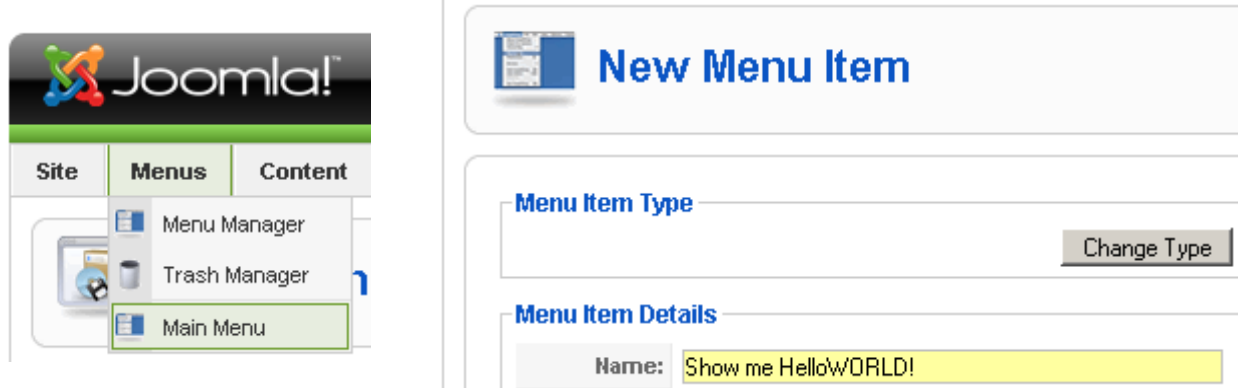 Joomla!™
Site Menus Content
Menu Manager
Trash Manager
Main Menu
New Menu Item
Menu Item Type
Change Type
Menu Item Details
Name: Show me HelloWORLD!